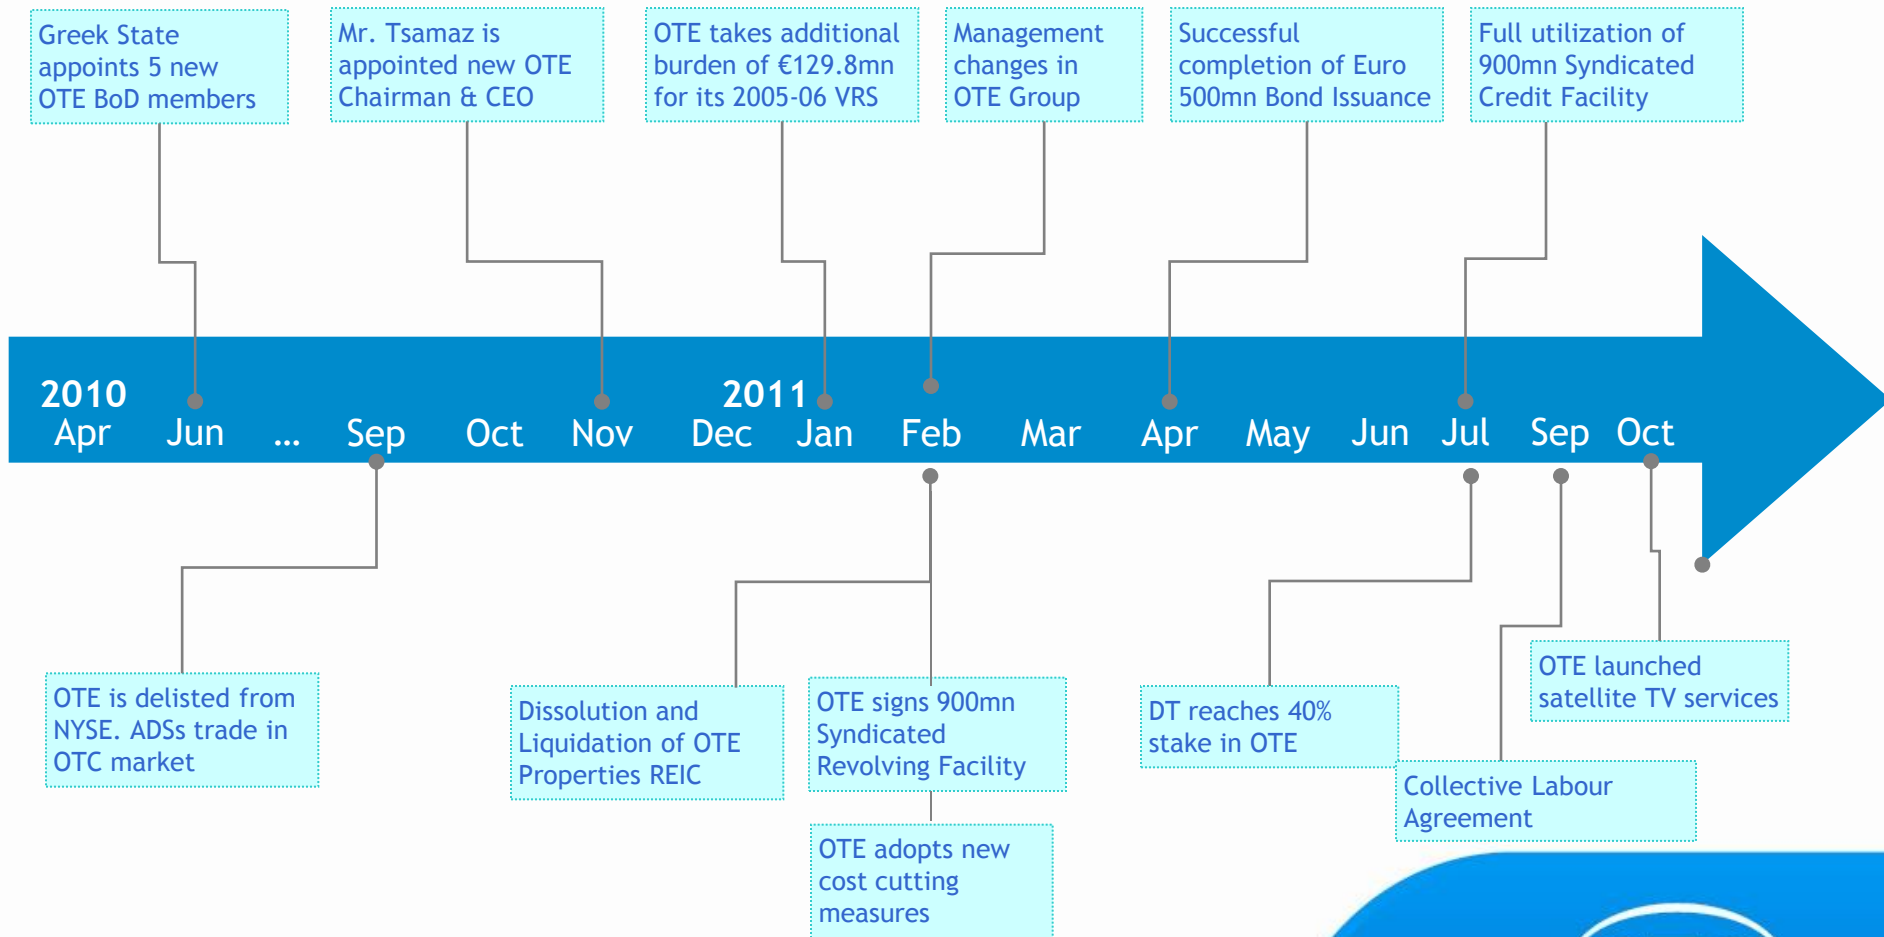 Greek State
appoints 5 new
OTE BoD members
Mr. Tsamaz is
appointed new OTE
Chairman & CEO
OTE takes additional
burden of €129.8mn
for its 2005-06 VRS
Management
changes in
OTE Group
Successful
completion of Euro
500mn Bond Issuance
Full utilization of
900mn Syndicated
Credit Facility
2010
2011
Apr Jun … Sep Oct Nov Dec Jan Feb Mar Apr May Jun Jul Sep Oct
OTE is delisted from
NYSE. ADSs trade in
OTC market
Dissolution and
Liquidation of OTE
Properties REIC
OTE signs 900mn
Syndicated
Revolving Facility
OTE adopts new
cost cutting
measures
DT reaches 40%
stake in OTE
Collective Labour
Agreement
OTE launched
satellite TV services